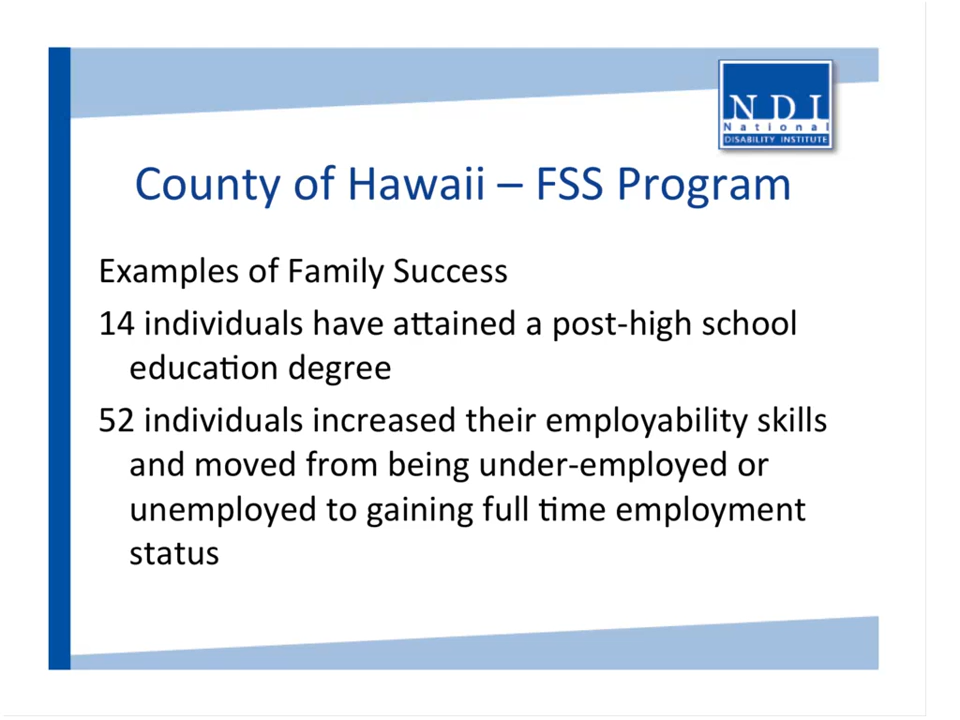 NDI
National
DISABILITY INSTITUTE
County of Hawaii – FSS Program
Examples of Family Success
14 individuals have attained a post-high school
education degree
52 individuals increased their employability skills
and moved from being under-employed or
unemployed to gaining full time employment
status